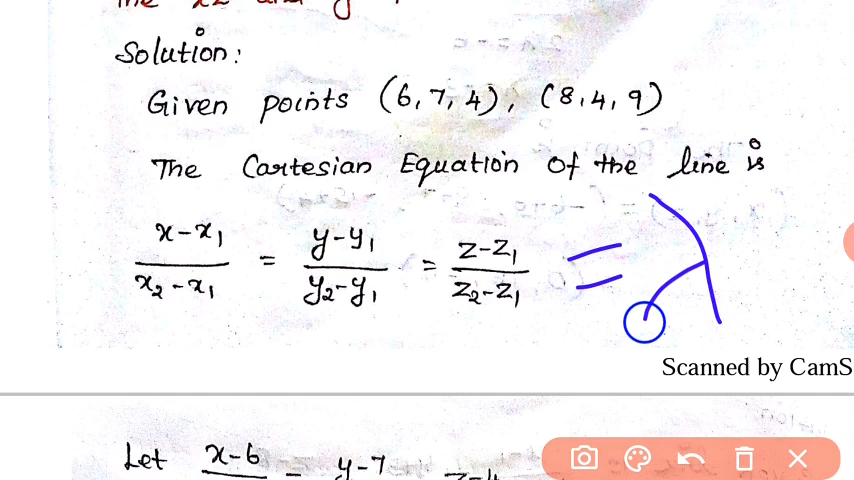 Solution:
Given points (6,7,4), (8,4,9)
The Cartesian Equation of the line is
x-x₁/x₂-x₁ = y-y₁/y₂-y₁ = z-z₁/z₂-z₁ = λ
Scanned by CamS
Let x-6 = y-7